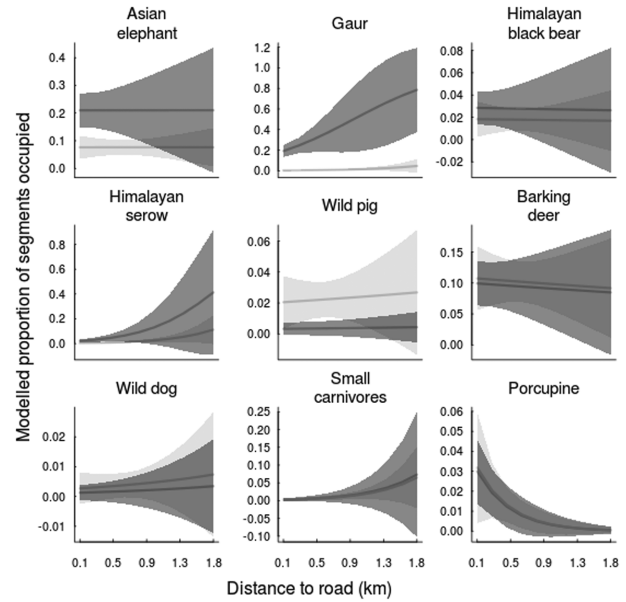 Asian
elephant
Gaur
Himalayan
black bear
0.4
0.3
0.2
0.1
0.0
1.2
1.0
0.8
0.6
0.4
0.2
0.0
0.08
0.06
0.04
0.02
0.00
-0.02
Himalayan
serow
Wild pig
Barking
deer
0.8
0.6
0.4
0.2
0.0
0.06
0.04
0.02
0.00
0.15
0.10
0.05
0.00
Wild dog
Small
carnivores
Porcupine
0.02
0.01
0.00
-0.01
0.25
0.20
0.15
0.10
0.05
0.00
-0.05
-0.10
0.06
0.05
0.04
0.03
0.02
0.01
0.00
0.1 0.5 0.9 1.3 1.8
0.1 0.5 0.9 1.3 1.8
0.1 0.5 0.9 1.3 1.8
Modelled proportion of segments occupied
Distance to road (km)